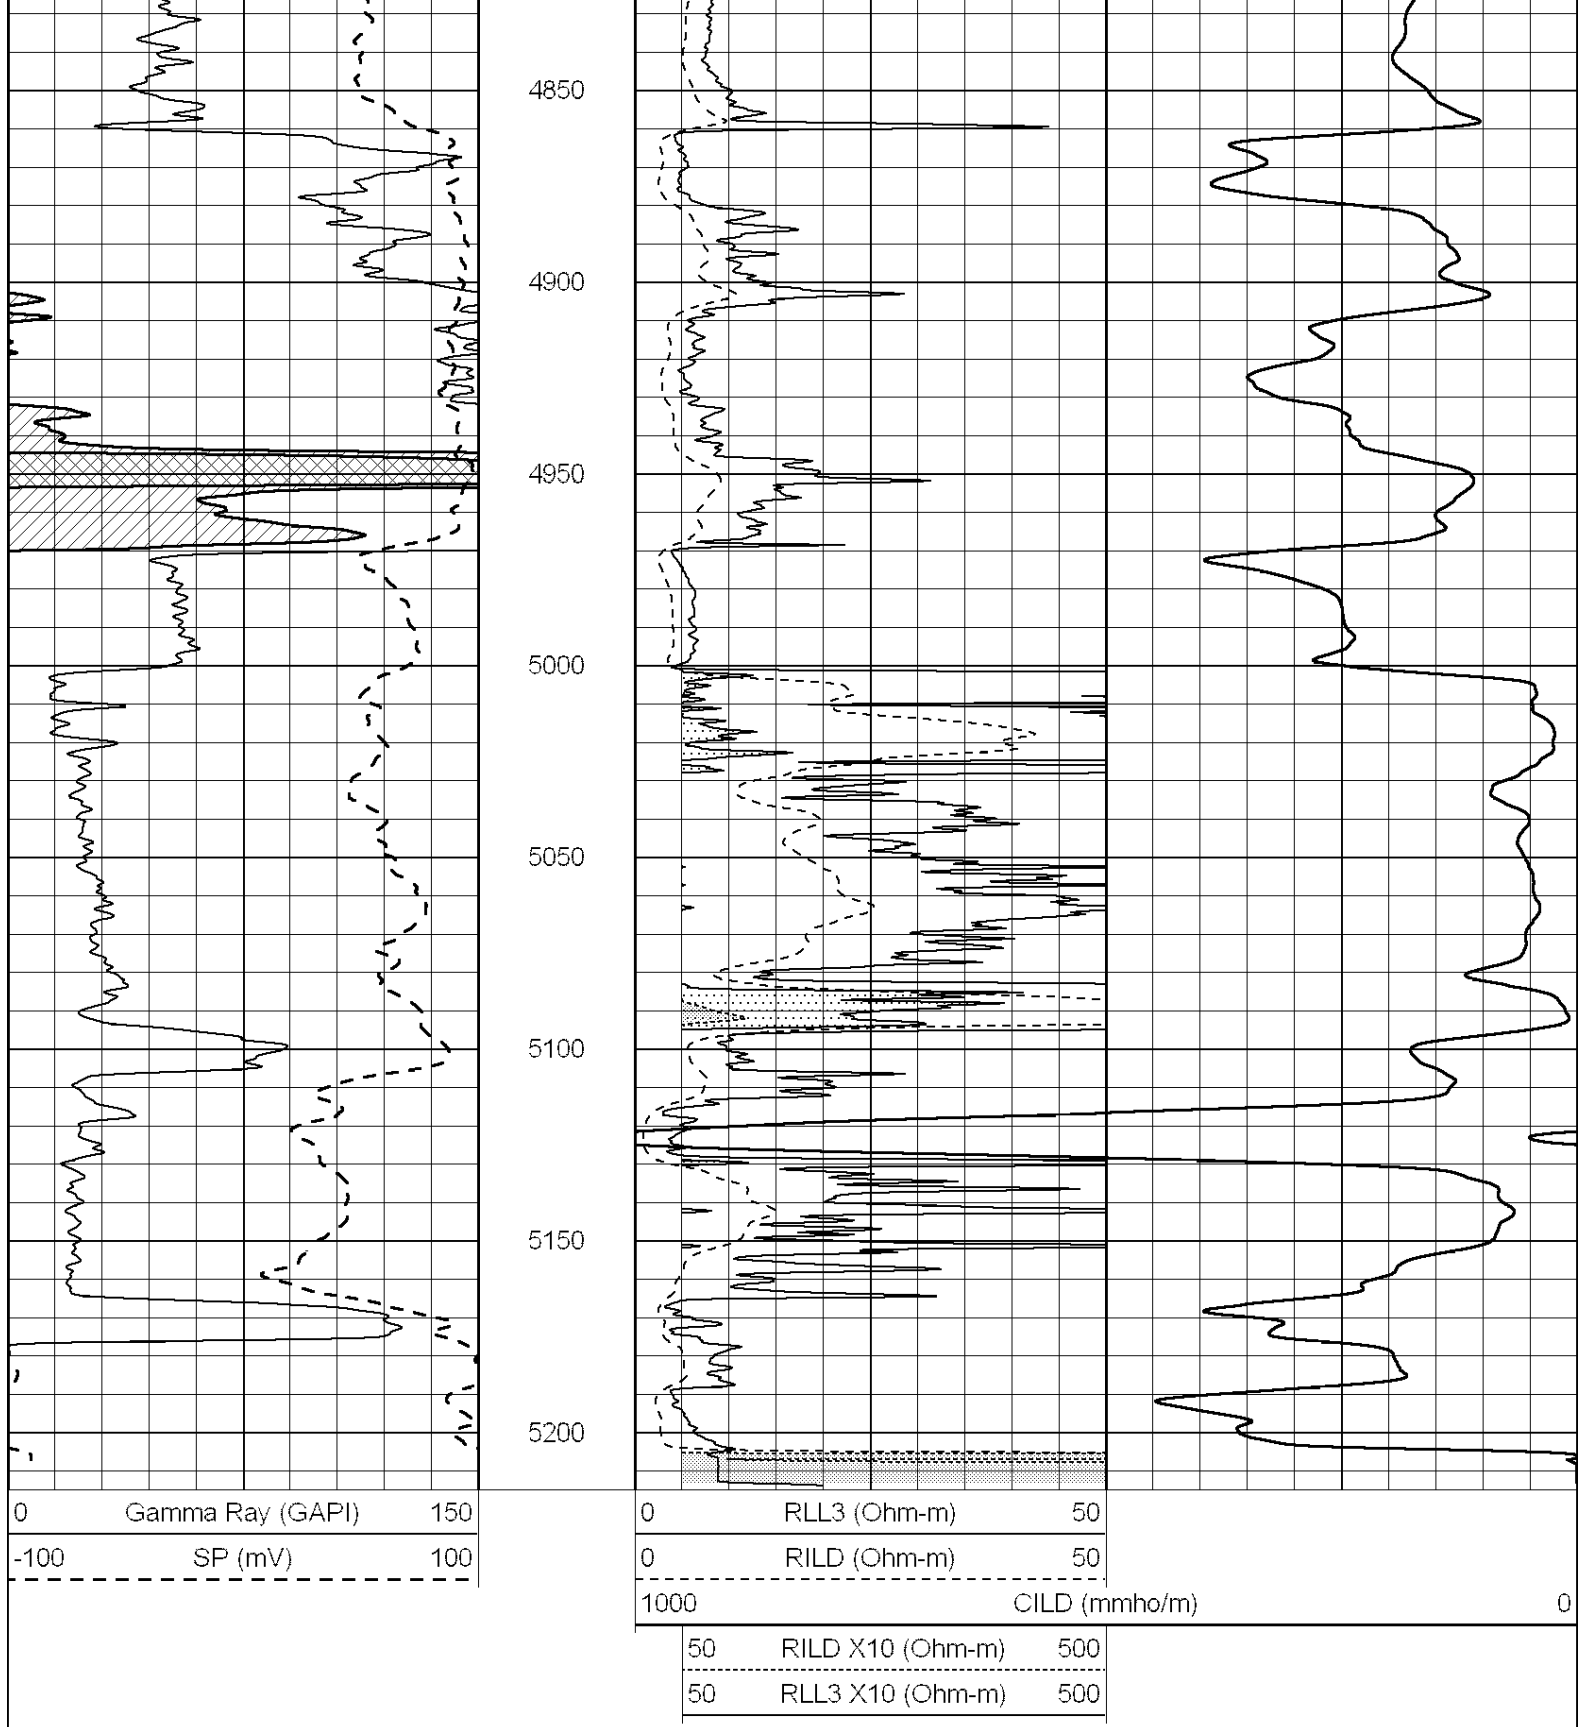 4850
4900
4950
5000
5050
5100
5150
5200
0 Gamma Ray (GAPI) 150
-100 SP (mV) 100
0 RLL3 (Ohm-m) 50
0 RILD (Ohm-m) 50
1000 CILD (mmho/m) 0
50 RILD X10 (Ohm-m) 500
50 RLL3 X10 (Ohm-m) 500